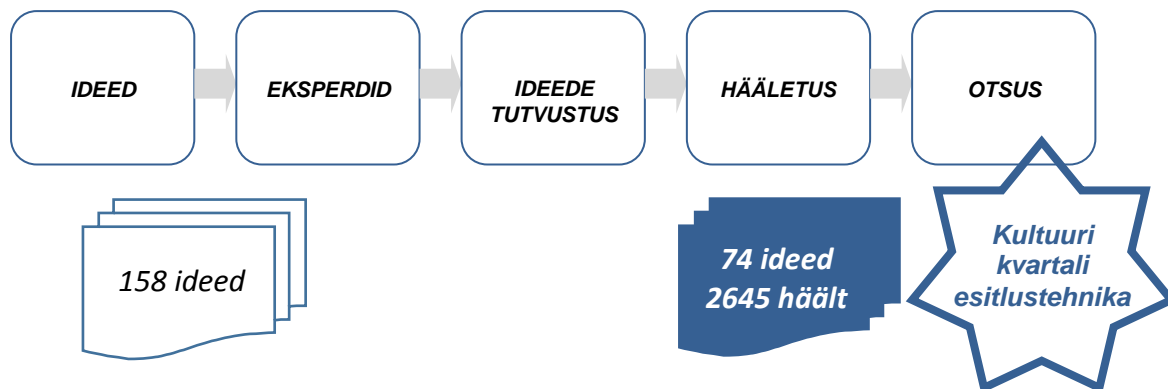 IDEED
EKSPERDID
IDEEDE
TUTVUSTUS
HÄÄLETUS
OTSUS
158 ideed
74 ideed
2645 häält
Kultuuri
kvartali
esitlustehnika